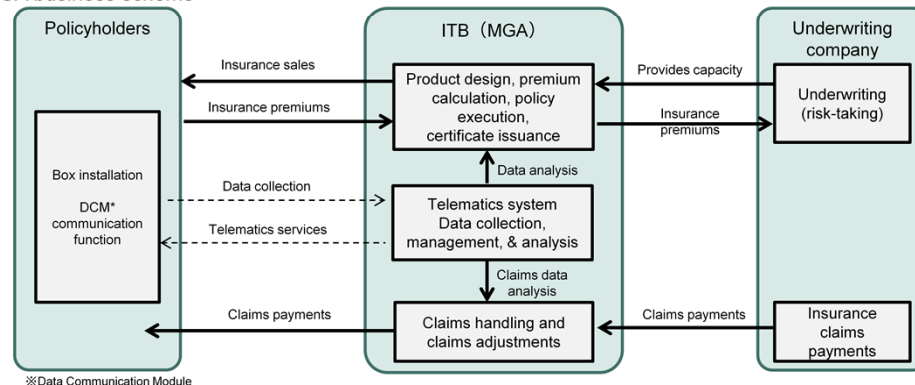 Policyholders
ITB（MGA）
Underwriting
company
Insurance sales
Insurance premiums
Product design, premium
calculation, policy
execution,
certificate issuance
Provides capacity
Insurance
premiums
Underwriting
(risk-taking)
Data analysis
Box installation
DCM*
communication
function
Data collection
Telematics services
Telematics system
Data collection,
management, & analysis
Claims data
analysis
Claims payments
Claims handling and
claims adjustments
Claims payments
Insurance
claims
payments
※Data Communication Module